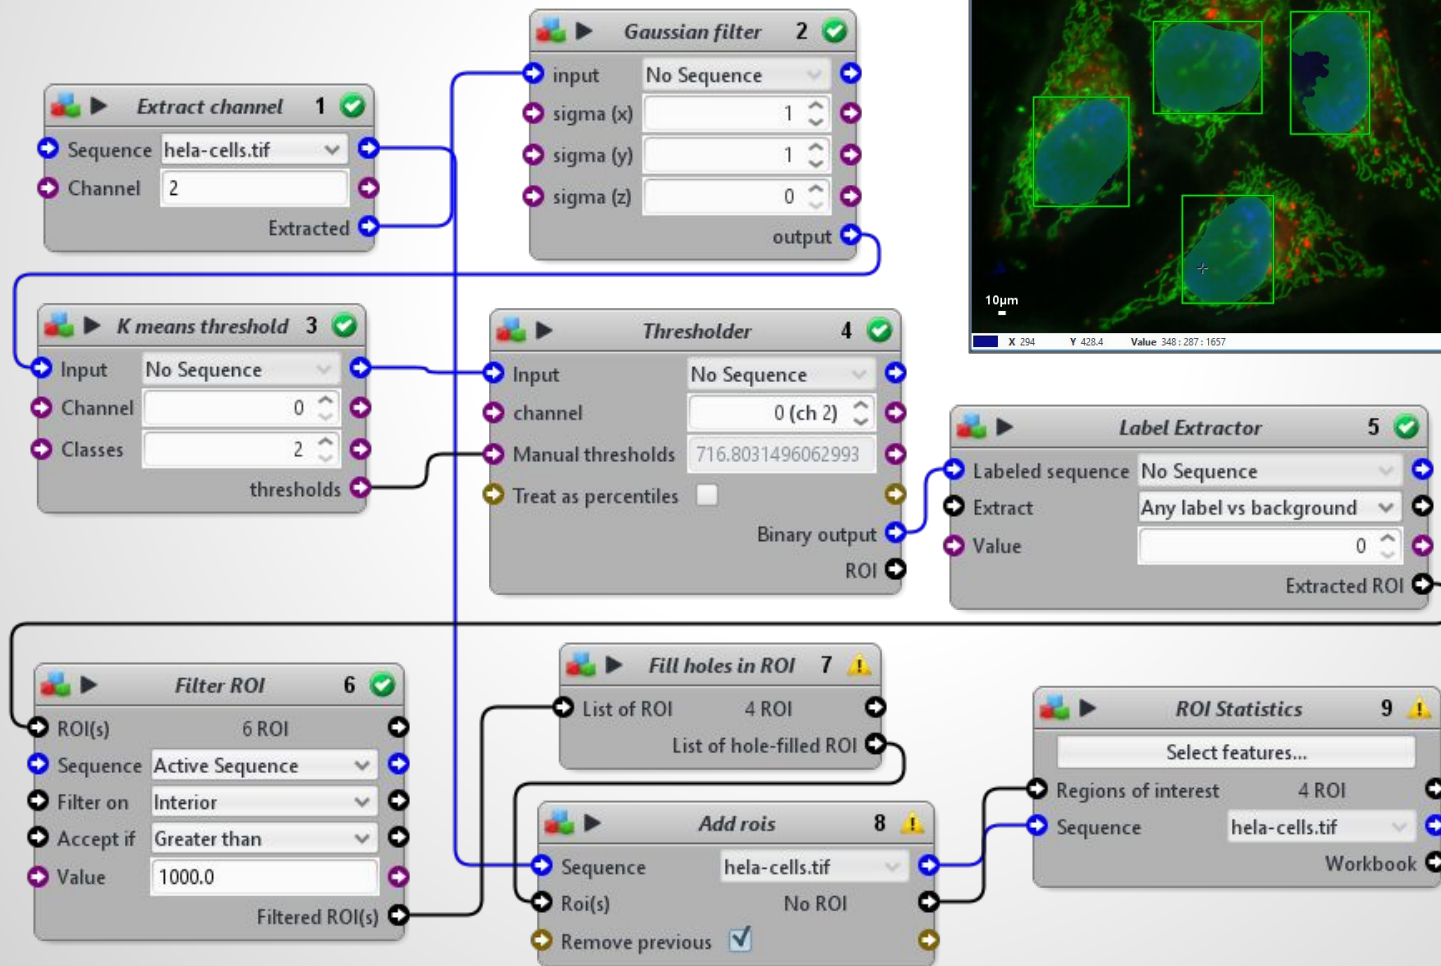 Extract channel 1
Sequence hela-cells.tif
Channel 2
Extracted
Gaussian filter 2
input No Sequence
sigma (x) 1
sigma (y) 1
sigma (z) 0
output
10µm
X 294 Y 428.4 Value 348 : 287 : 1657
K means threshold 3
Input No Sequence
Channel 0
Classes 2
thresholds
Thresholder 4
Input No Sequence
channel 0 (ch 2)
Manual thresholds 716.8031496062993
Treat as percentiles
Binary output
ROI
Label Extractor 5
Labeled sequence No Sequence
Extract Any label vs background
Value 0
Extracted ROI
Filter ROI 6
ROI(s) 6 ROI
Sequence Active Sequence
Filter on Interior
Accept if Greater than
Value 1000.0
Filtered ROI(s)
Fill holes in ROI 7
List of ROI 4 ROI
List of hole-filled ROI
Add rois 8
Sequence hela-cells.tif
Roi(s) No ROI
Remove previous
ROI Statistics 9
Select features...
Regions of interest 4 ROI
Sequence hela-cells.tif
Workbook